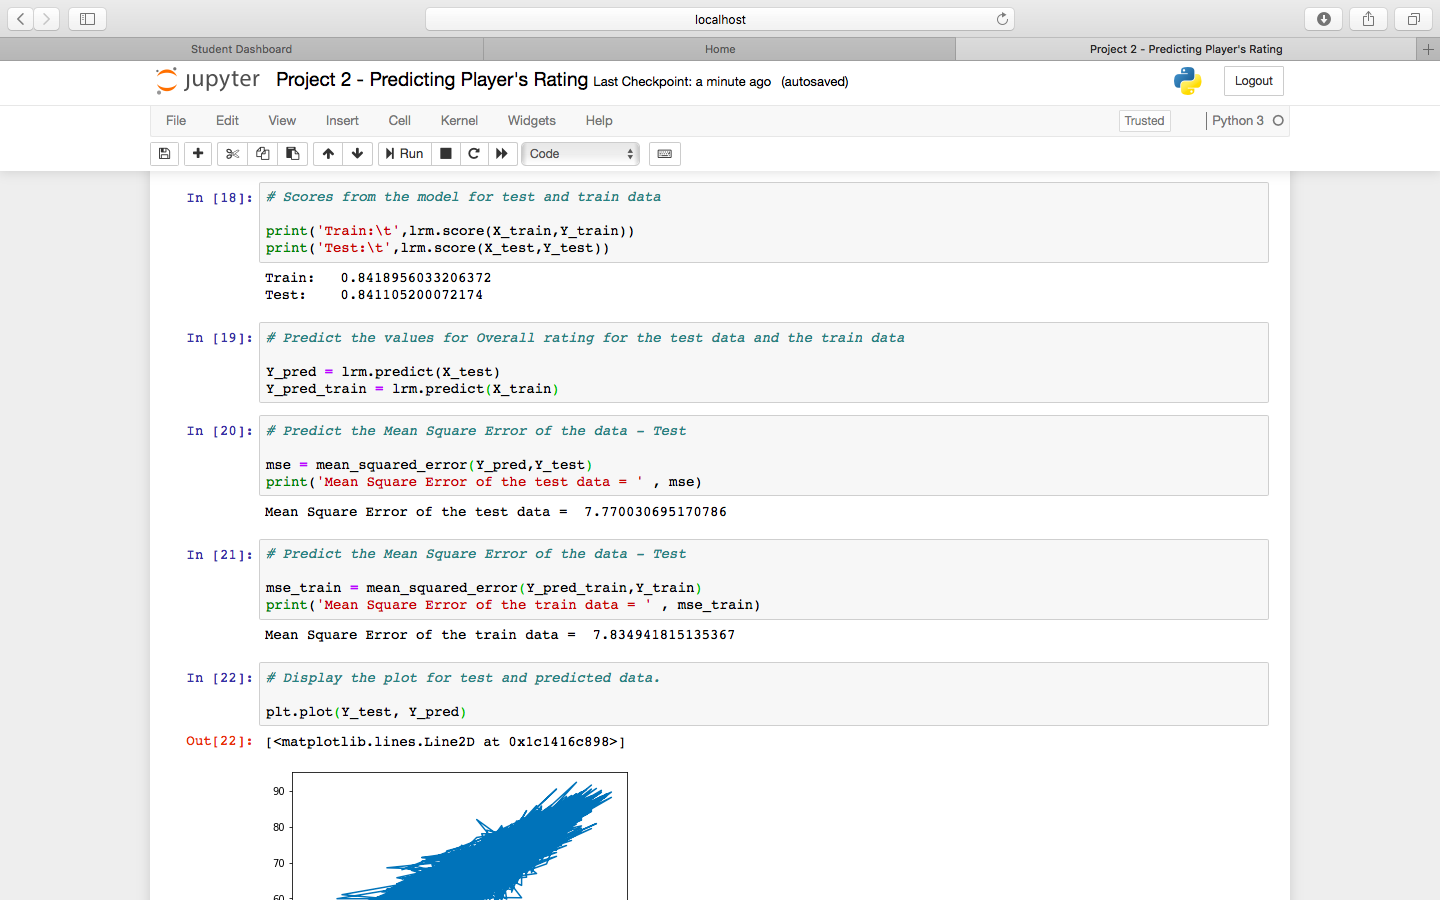 localhost
Student Dashboard
Home
Project 2 - Predicting Player's Rating
+
jupyter Project 2 - Predicting Player's Rating Last Checkpoint: a minute ago (autosaved)
Logout
File Edit View Insert Cell Kernel Widgets Help
Trusted
Python 3
Run
Code
In [18]: # Scores from the model for test and train data
print('Train:\t',lrm.score(X_train,Y_train))
print('Test:\t',lrm.score(X_test,Y_test))
Train: 0.8418956033206372
Test: 0.841105200072174
In [19]: # Predict the values for Overall rating for the test data and the train data
Y_pred = lrm.predict(X_test)
Y_pred_train = lrm.predict(X_train)
In [20]: # Predict the Mean Square Error of the data - Test
mse = mean_squared_error(Y_pred,Y_test)
print('Mean Square Error of the test data = ' , mse)
Mean Square Error of the test data = 7.770030695170786
In [21]: # Predict the Mean Square Error of the data - Test
mse_train = mean_squared_error(Y_pred_train,Y_train)
print('Mean Square Error of the train data = ' , mse_train)
Mean Square Error of the train data = 7.834941815135367
In [22]: # Display the plot for test and predicted data.
plt.plot(Y_test, Y_pred)
Out[22]: [<matplotlib.lines.Line2D at 0x1c1416c898>]
90
80
70
60